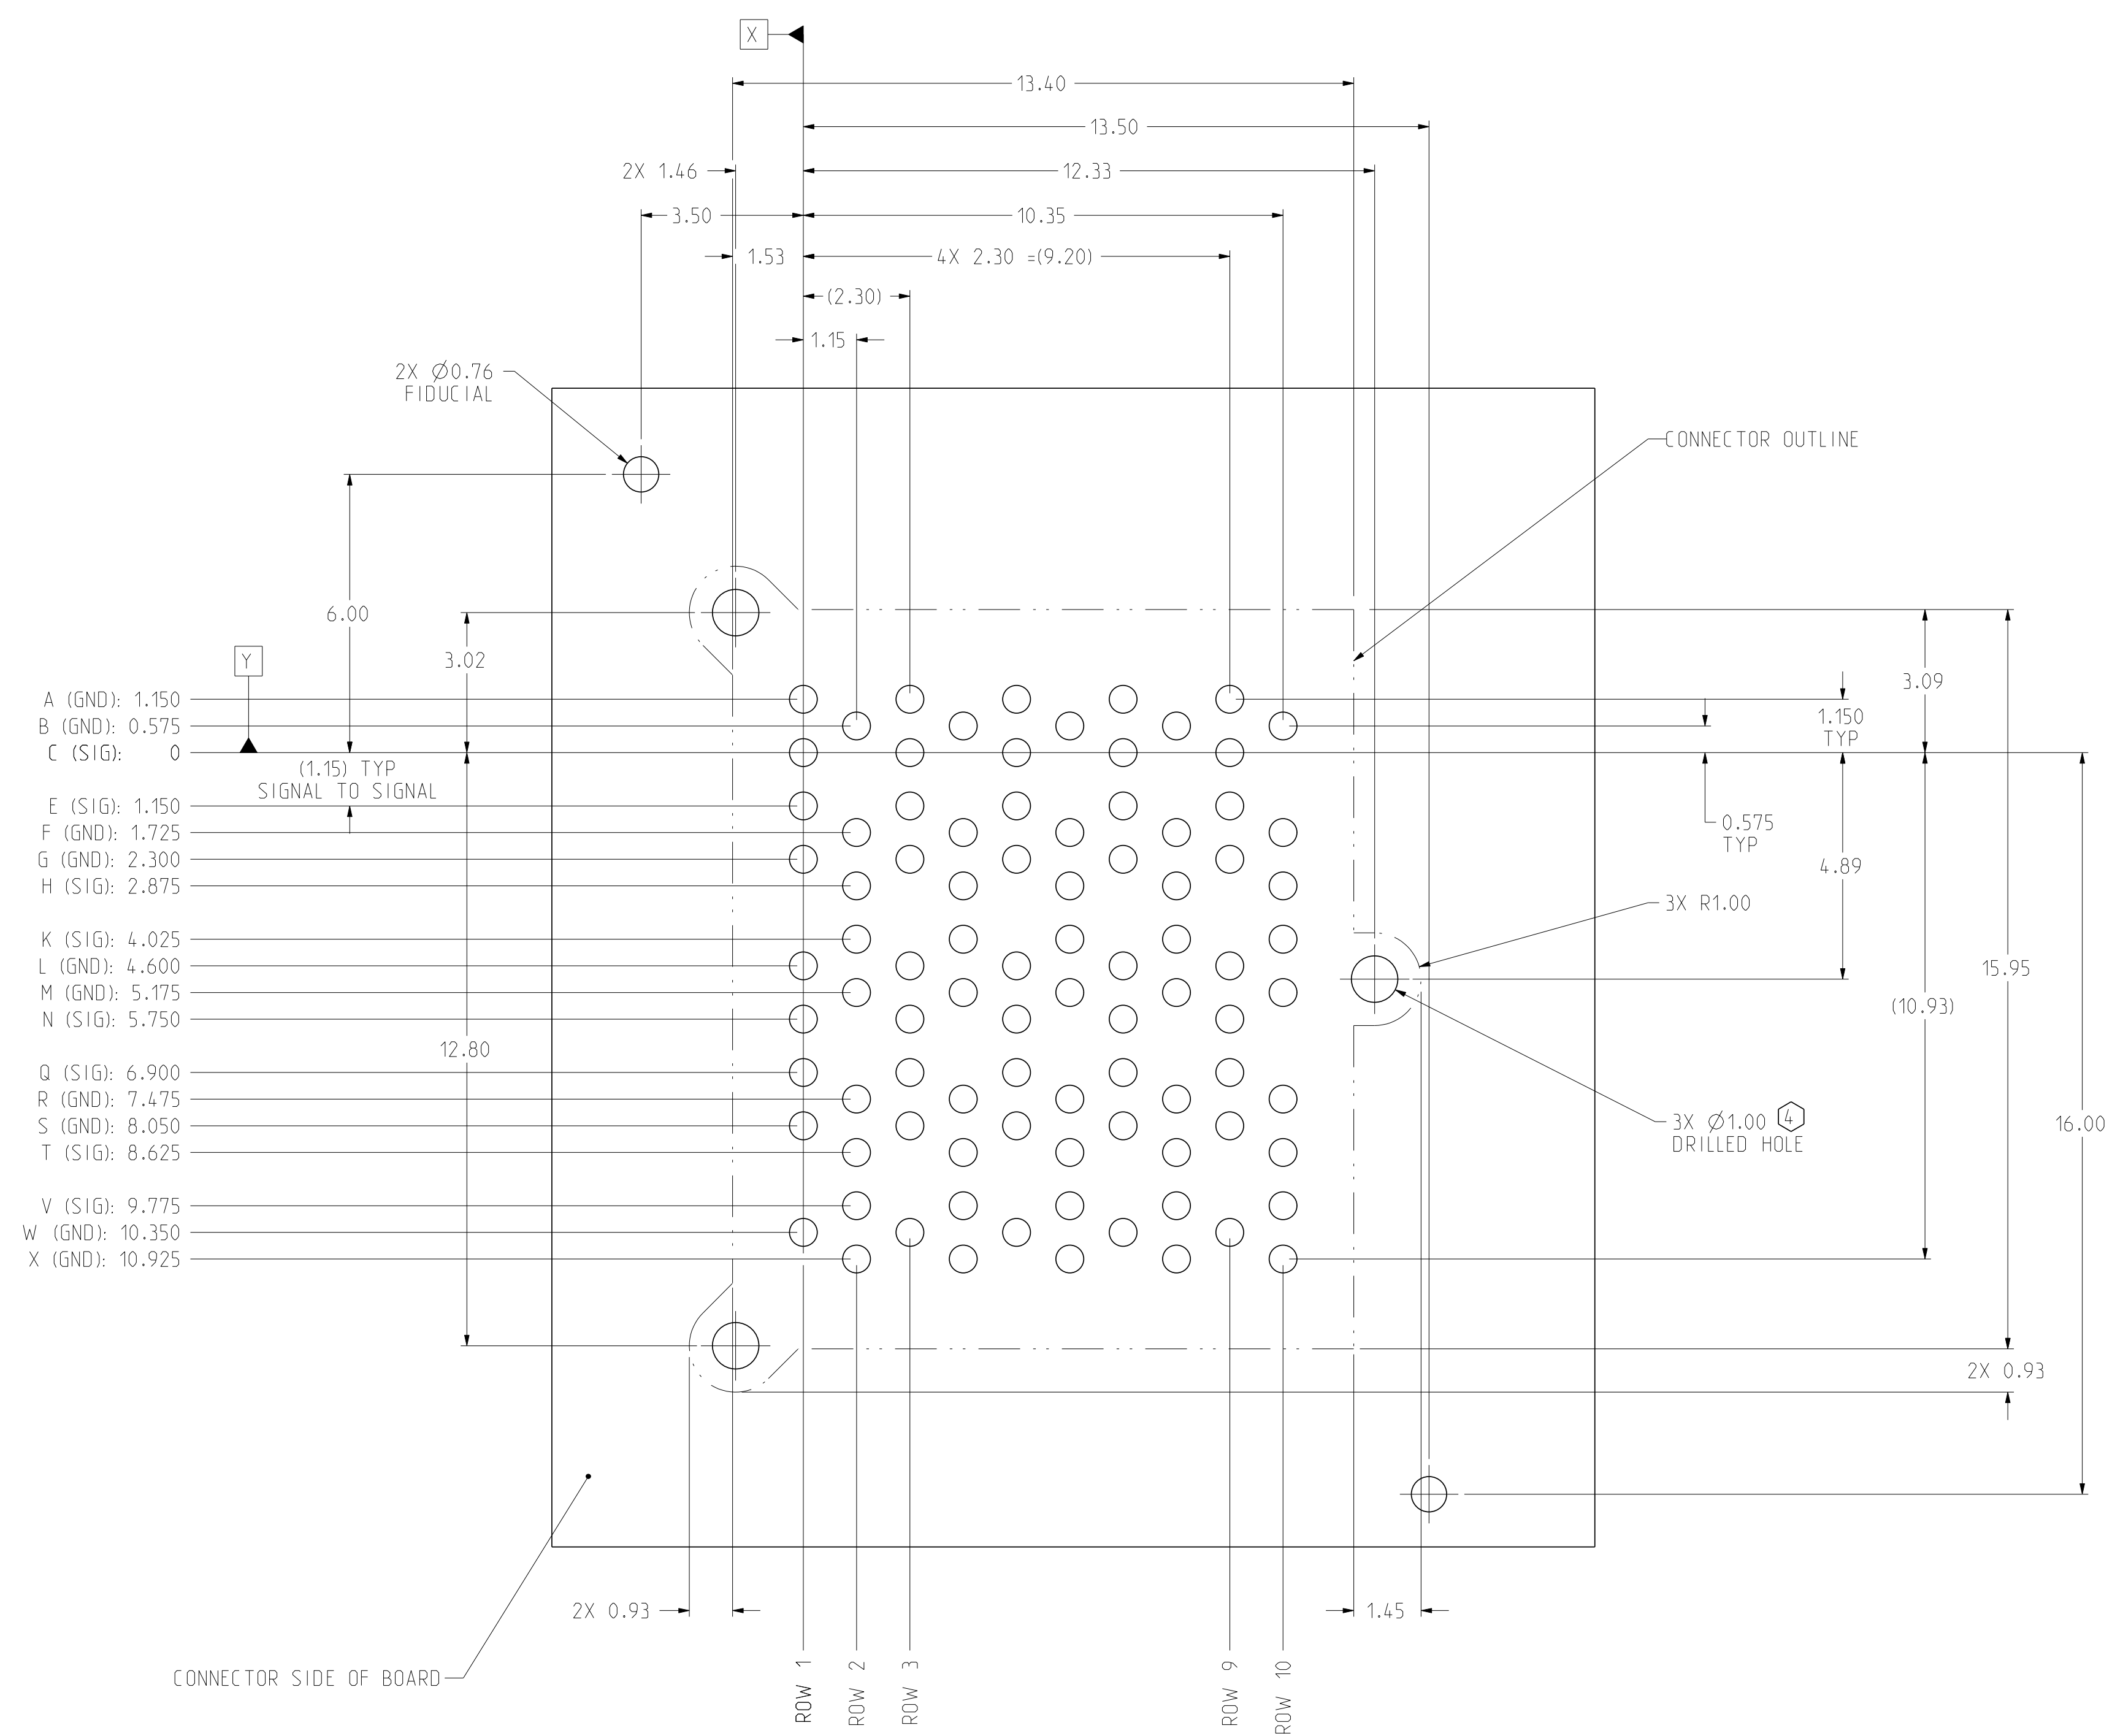 X
13.40
13.50
2X 1.46
12.33
3.50
10.35
1.53
4X 2.30 =(9.20)
(2.30)
1.15
2X Ø0.76
FIDUCIAL
CONNECTOR OUTLINE
6.00
3.02
Y
3.09
A (GND): 1.150
B (GND): 0.575
C (SIG): 0
1.150
TYP
(1.15) TYP
SIGNAL TO SIGNAL
E (SIG): 1.150
F (GND): 1.725
G (GND): 2.300
H (SIG): 2.875
0.575
TYP
4.89
3X R1.00
K (SIG): 4.025
L (GND): 4.600
M (GND): 5.175
N (SIG): 5.750
15.95
(10.93)
12.80
Q (SIG): 6.900
R (GND): 7.475
S (GND): 8.050
T (SIG): 8.625
3X Ø1.00 4
DRILLED HOLE
16.00
V (SIG): 9.775
W (GND): 10.350
X (GND): 10.925
2X 0.93
2X 0.93
1.45
CONNECTOR SIDE OF BOARD
ROW 1
ROW 2
ROW 3
ROW 9
ROW 10